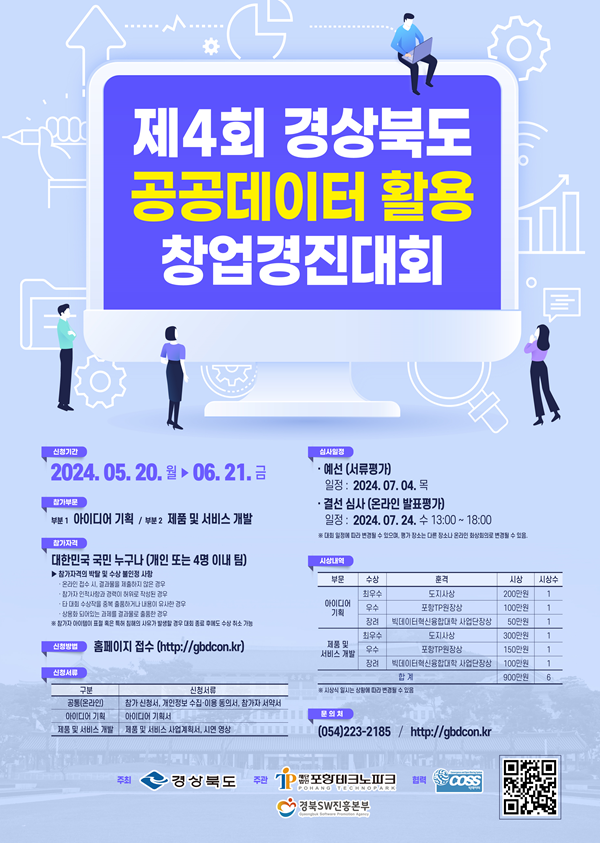 제4회 경상북도
공공데이터 활용
창업경진대회
신청기간
2024. 05. 20. 월 ▶ 06. 21. 금
참가부문
부문 1 아이디어 기획 / 부문 2 제품 및 서비스 개발
참가자격
대한민국 국민 누구나 (개인 또는 4명 이내 팀)
▶ 참가자격의 박탈 및 수상 불인정 사항
· 온라인 접수 시, 결과물을 제출하지 않은 경우
· 참가자 인적사항과 경력이 허위로 작성된 경우
· 타 대회 수상작을 중복 출품하거나 내용이 유사한 경우
· 상용화 되어있는 과제를 결과물로 출품한 경우
※ 참가자 아이템이 표절 혹은 특허 침해의 사유가 발생할 경우 대회 종료 후에도 수상 취소 가능
신청방법 홈페이지 접수 (http://gbdcon.kr)
신청서류
구분 신청서류
공통(온라인) 참가 신청서, 개인정보 수집·이용 동의서, 참가자 서약서
아이디어 기획 아이디어 기획서
제품 및 서비스 개발 제품 및 서비스 사업계획서, 시연 영상
심사일정
· 예선 (서류평가)
일정 : 2024. 07. 04. 목
· 결선 심사 (온라인 발표평가)
일정 : 2024. 07. 24. 수 13:00 ~ 18:00
※ 대회 일정에 따라 변경될 수 있으며, 평가 장소는 다른 장소나 온라인 화상회의로 변경될 수 있음.
시상내역
부문 수상 훈격 시상 시상수
아이디어 기획 최우수 도지사상 200만원 1
우수 포항TP원장상 100만원 1
장려 빅데이터혁신융합대학 사업단장상 50만원 1
제품 및 서비스 개발 최우수 도지사상 300만원 1
우수 포항TP원장상 150만원 1
장려 빅데이터혁신융합대학 사업단장상 100만원 1
합 계 900만원 6
※ 시상식 일시는 상황에 따라 변경될 수 있음
문의처
(054)223-2185 / http://gbdcon.kr
주최 경상북도 주관 재단법인 포항테크노파크 협력 COSS
POHANG TECHNOPARK
경북SW진흥본부
Gyeongbuk Software Promotion Agency